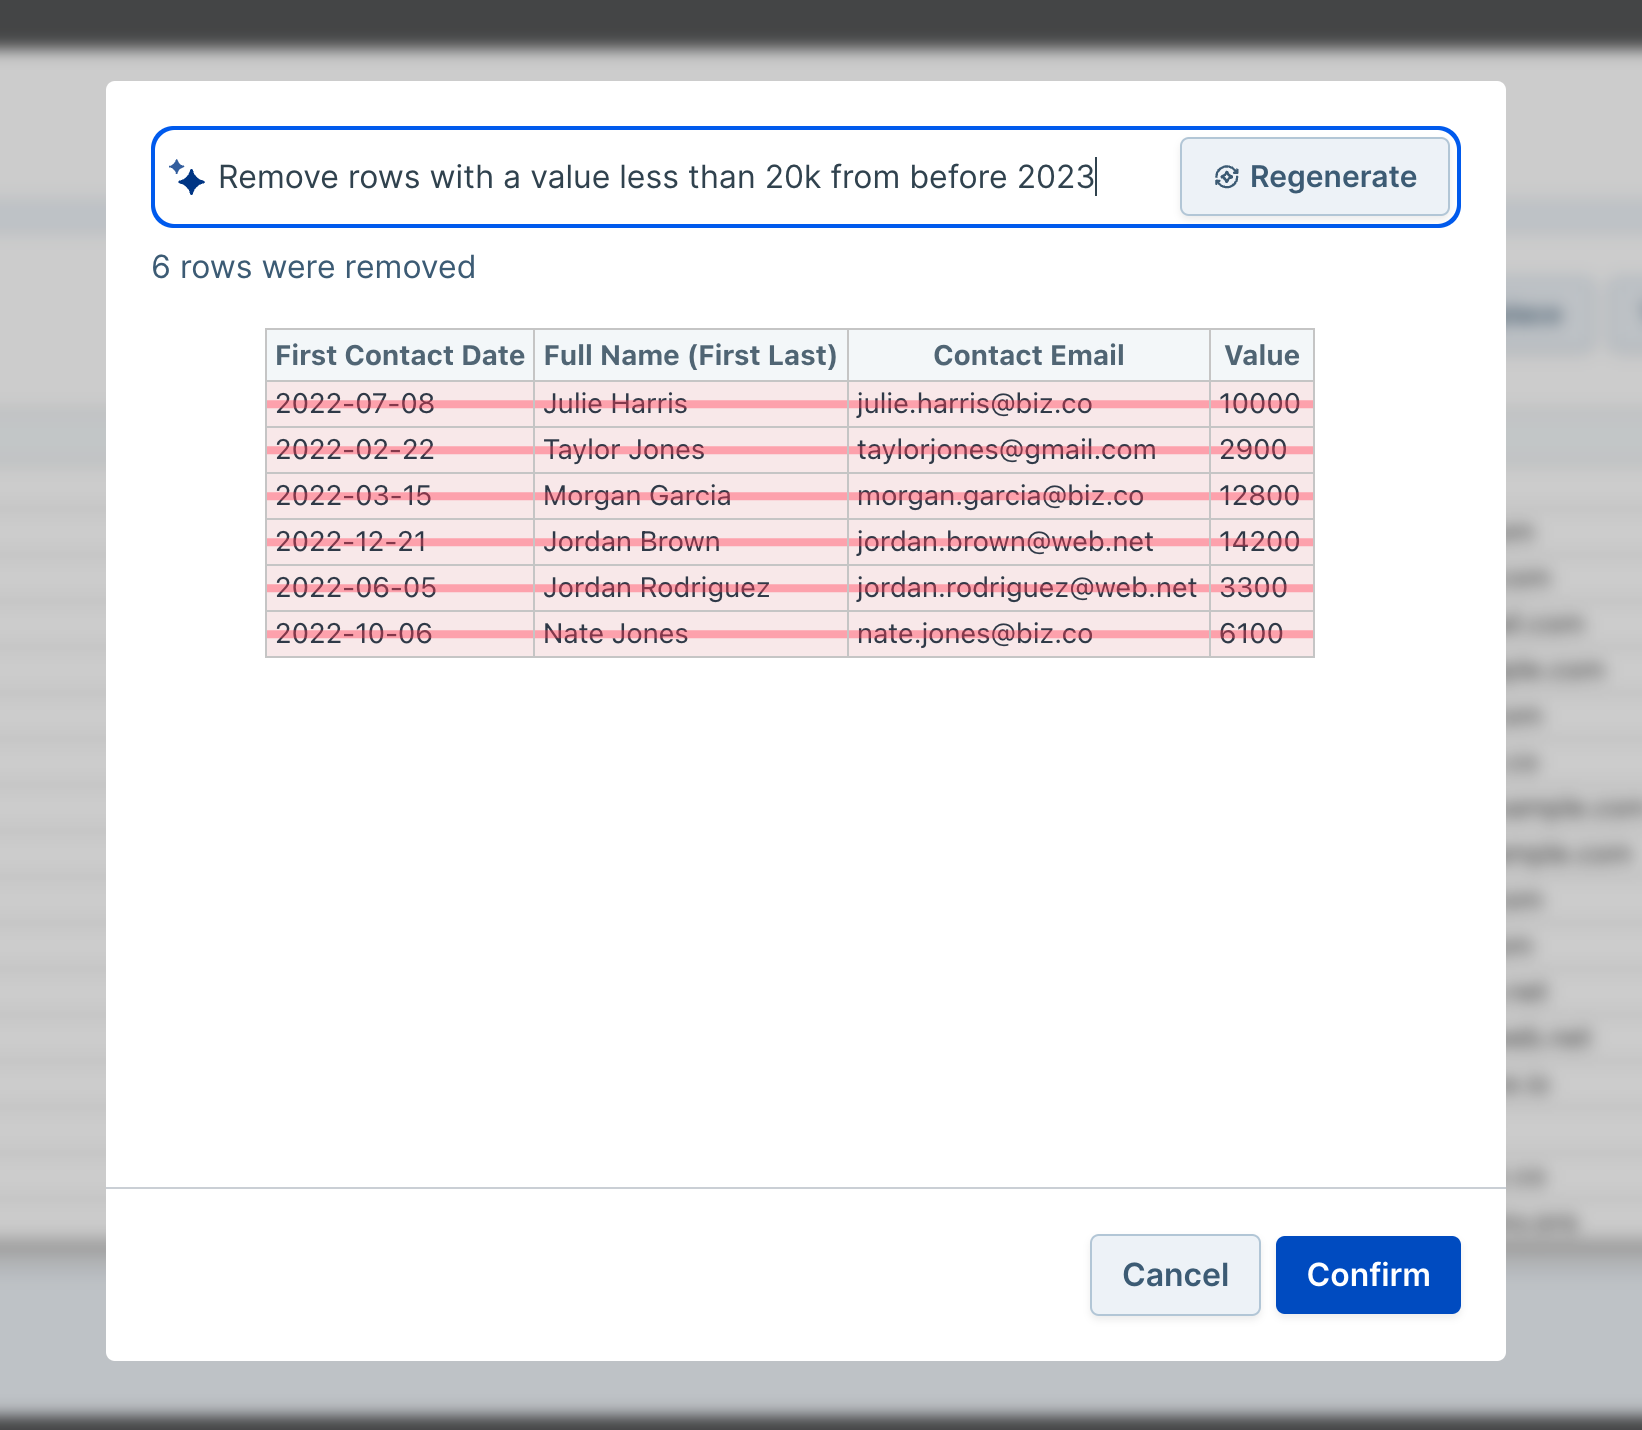 Remove rows with a value less than 20k from before 2023
Regenerate
6 rows were removed
First Contact Date Full Name (First Last) Contact Email Value
2022-07-08 Julie Harris julie.harris@biz.co 10000
2022-02-22 Taylor Jones taylorjones@gmail.com 2900
2022-03-15 Morgan Garcia morgan.garcia@biz.co 12800
2022-12-21 Jordan Brown jordan.brown@web.net 14200
2022-06-05 Jordan Rodriguez jordan.rodriguez@web.net 3300
2022-10-06 Nate Jones nate.jones@biz.co 6100
Cancel Confirm